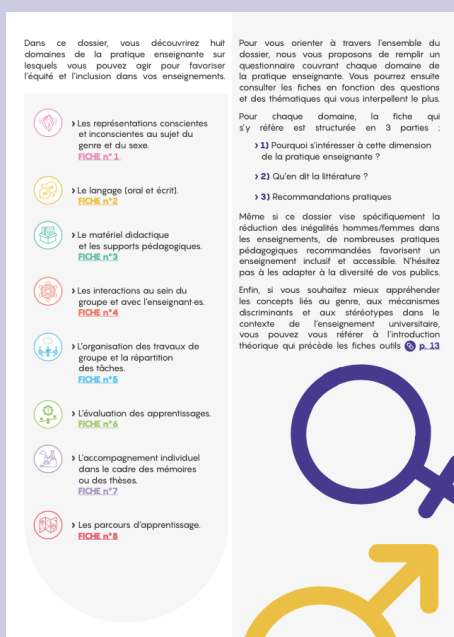 Dans ce dossier, vous découvrirez huit
domaines de la pratique enseignante sur
lesquels vous pouvez agir pour favoriser
l'équité et l'inclusion dans vos enseignements.
› Les représentations conscientes
et inconscientes au sujet du
genre et du sexe.
FICHE n° 1
› Le langage (oral et écrit).
FICHE n°2
› Le matériel didactique
et les supports pédagogiques.
FICHE n°3
› Les interactions au sein du
groupe et avec l'enseignant·es.
FICHE n°4
› L'organisation des travaux de
groupe et la répartition
des tâches.
FICHE n°5
› L'évaluation des apprentissages.
FICHE n°6
› L'accompagnement individuel
dans le cadre des mémoires
ou des thèses.
FICHE n°7
› Les parcours d'apprentissage.
FICHE n°8
Pour vous orienter à travers l'ensemble du
dossier, nous vous proposons de remplir un
questionnaire couvrant chaque domaine de
la pratique enseignante. Vous pourrez ensuite
consulter les fiches en fonction des questions
et des thématiques qui vous interpellent le plus.
Pour chaque domaine, la fiche qui
s'y réfère est structurée en 3 parties :
› 1) Pourquoi s'intéresser à cette dimension
de la pratique enseignante ?
› 2) Qu'en dit la littérature ?
› 3) Recommandations pratiques
Même si ce dossier vise spécifiquement la
réduction des inégalités hommes/femmes dans
les enseignements, de nombreuses pratiques
pédagogiques recommandées favorisent un
enseignement inclusif et accessible. N'hésitez
pas à les adapter à la diversité de vos publics.
Enfin, si vous souhaitez mieux appréhender
les concepts liés au genre, aux mécanismes
discriminants et aux stéréotypes dans le
contexte de l'enseignement universitaire,
vous pouvez vous référer à l'introduction
théorique qui précède les fiches outils p. 13